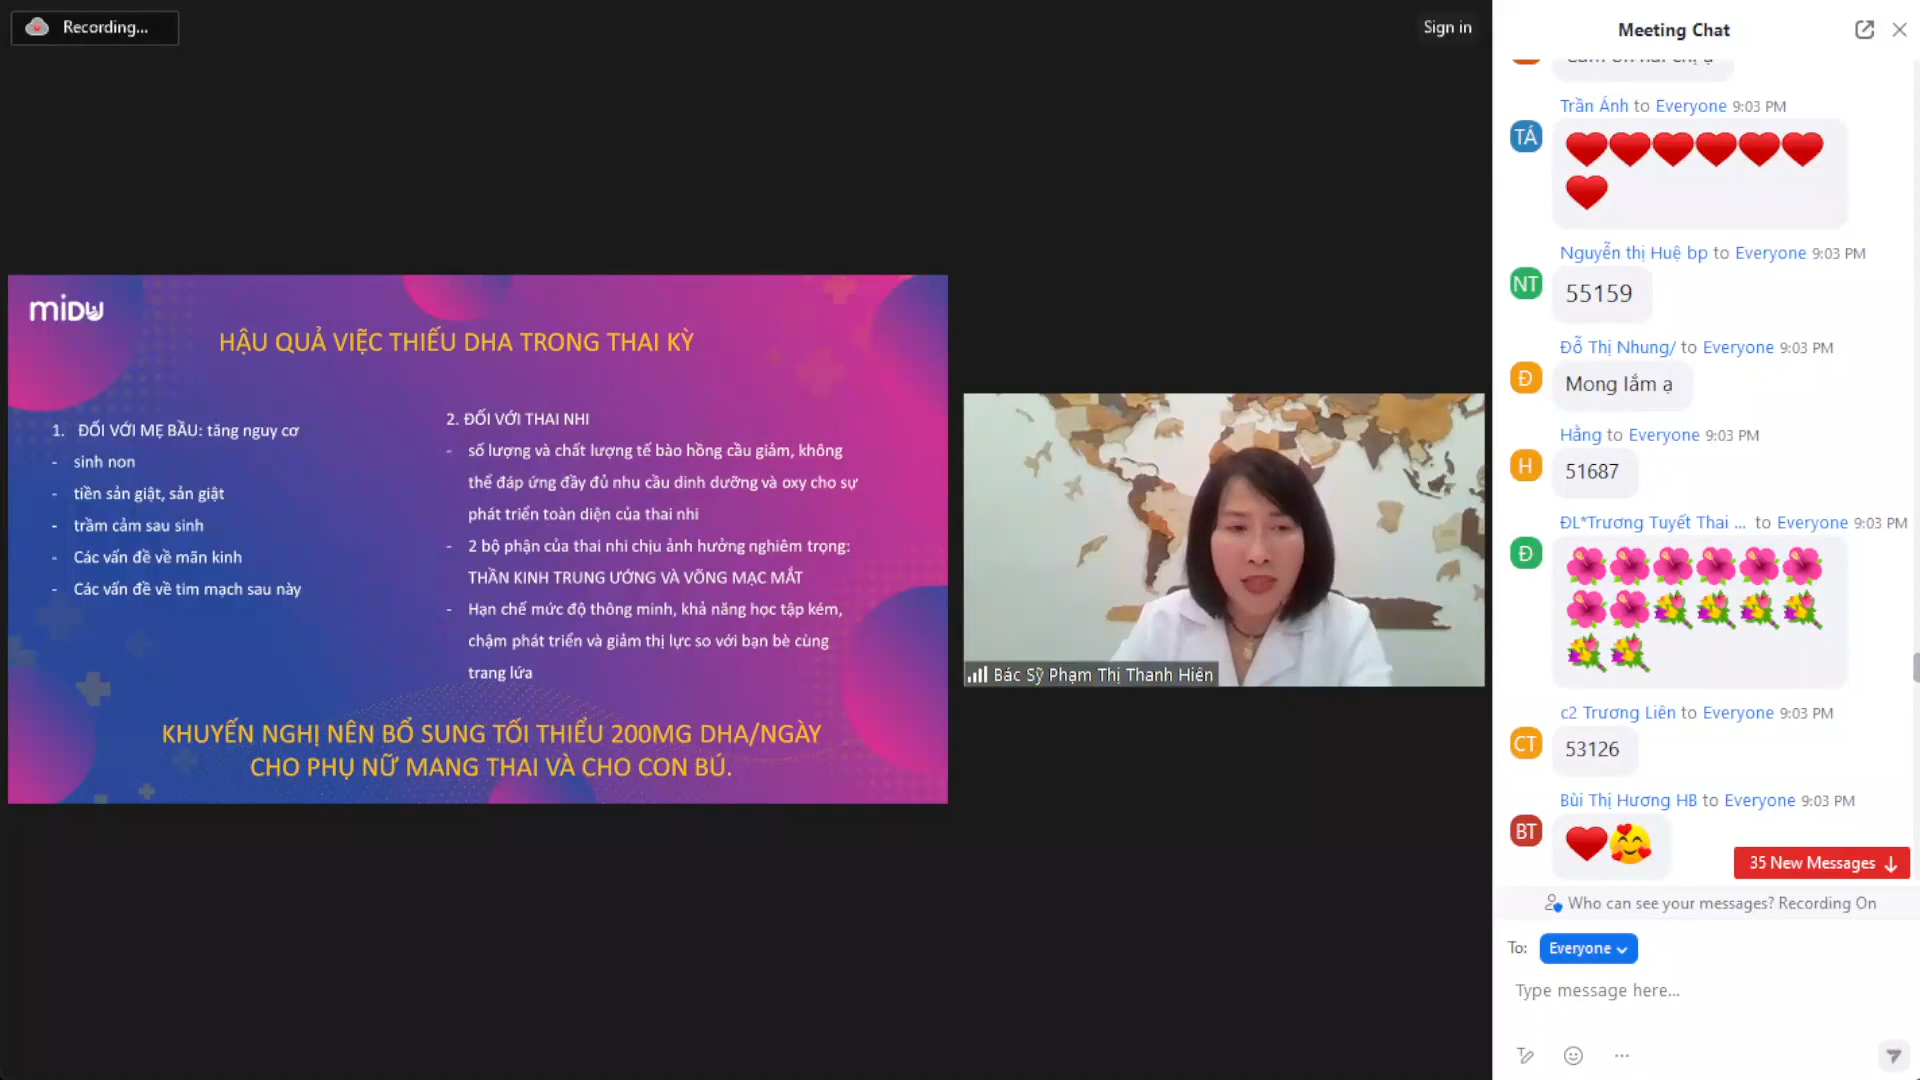 Recording...
Sign in
miDU
HẬU QUẢ VIỆC THIẾU DHA TRONG THAI KỲ
1. ĐỐI VỚI MẸ BẦU: tăng nguy cơ
- sinh non
- tiền sản giật, sản giật
- trầm cảm sau sinh
- Các vấn đề về mãn kinh
- Các vấn đề về tim mạch sau này
2. ĐỐI VỚI THAI NHI
- số lượng và chất lượng tế bào hồng cầu giảm, không
thể đáp ứng đầy đủ nhu cầu dinh dưỡng và oxy cho sự
phát triển toàn diện của thai nhi
- 2 bộ phận của thai nhi chịu ảnh hưởng nghiêm trọng:
THẦN KINH TRUNG ƯỚNG VÀ VÕNG MẠC MẮT
- Hạn chế mức độ thông minh, khả năng học tập kém,
chậm phát triển và giảm thị lực so với bạn bè cùng
trang lứa
KHUYẾN NGHỊ NÊN BỔ SUNG TỐI THIỂU 200MG DHA/NGÀY
CHO PHỤ NỮ MANG THAI VÀ CHO CON BÚ.
Bác Sỹ Phạm Thị Thanh Hiên
Meeting Chat
Trần Ánh to Everyone 9:03 PM
TÁ
Nguyễn thị Huệ bp to Everyone 9:03 PM
NT
55159
Đỗ Thị Nhung/ to Everyone 9:03 PM
Đ
Mong lắm ạ
Hằng to Everyone 9:03 PM
H
51687
ĐL*Trương Tuyết Thai ... to Everyone 9:03 PM
Đ
c2 Trương Liên to Everyone 9:03 PM
CT
53126
Bùi Thị Hương HB to Everyone 9:03 PM
BT
35 New Messages
Who can see your messages? Recording On
To: Everyone
Type message here...